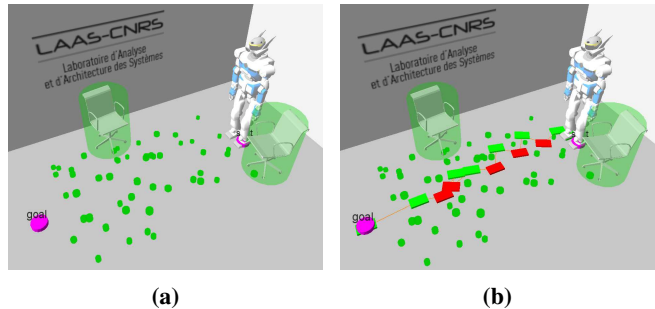 LAAS-CNRS
Laboratoire d'Analyse
et d'Architecture des Systèmes
goal
(a)
LAAS-CNRS
Laboratoire d'Analyse
et d'Architecture des Systèmes
goal
(b)